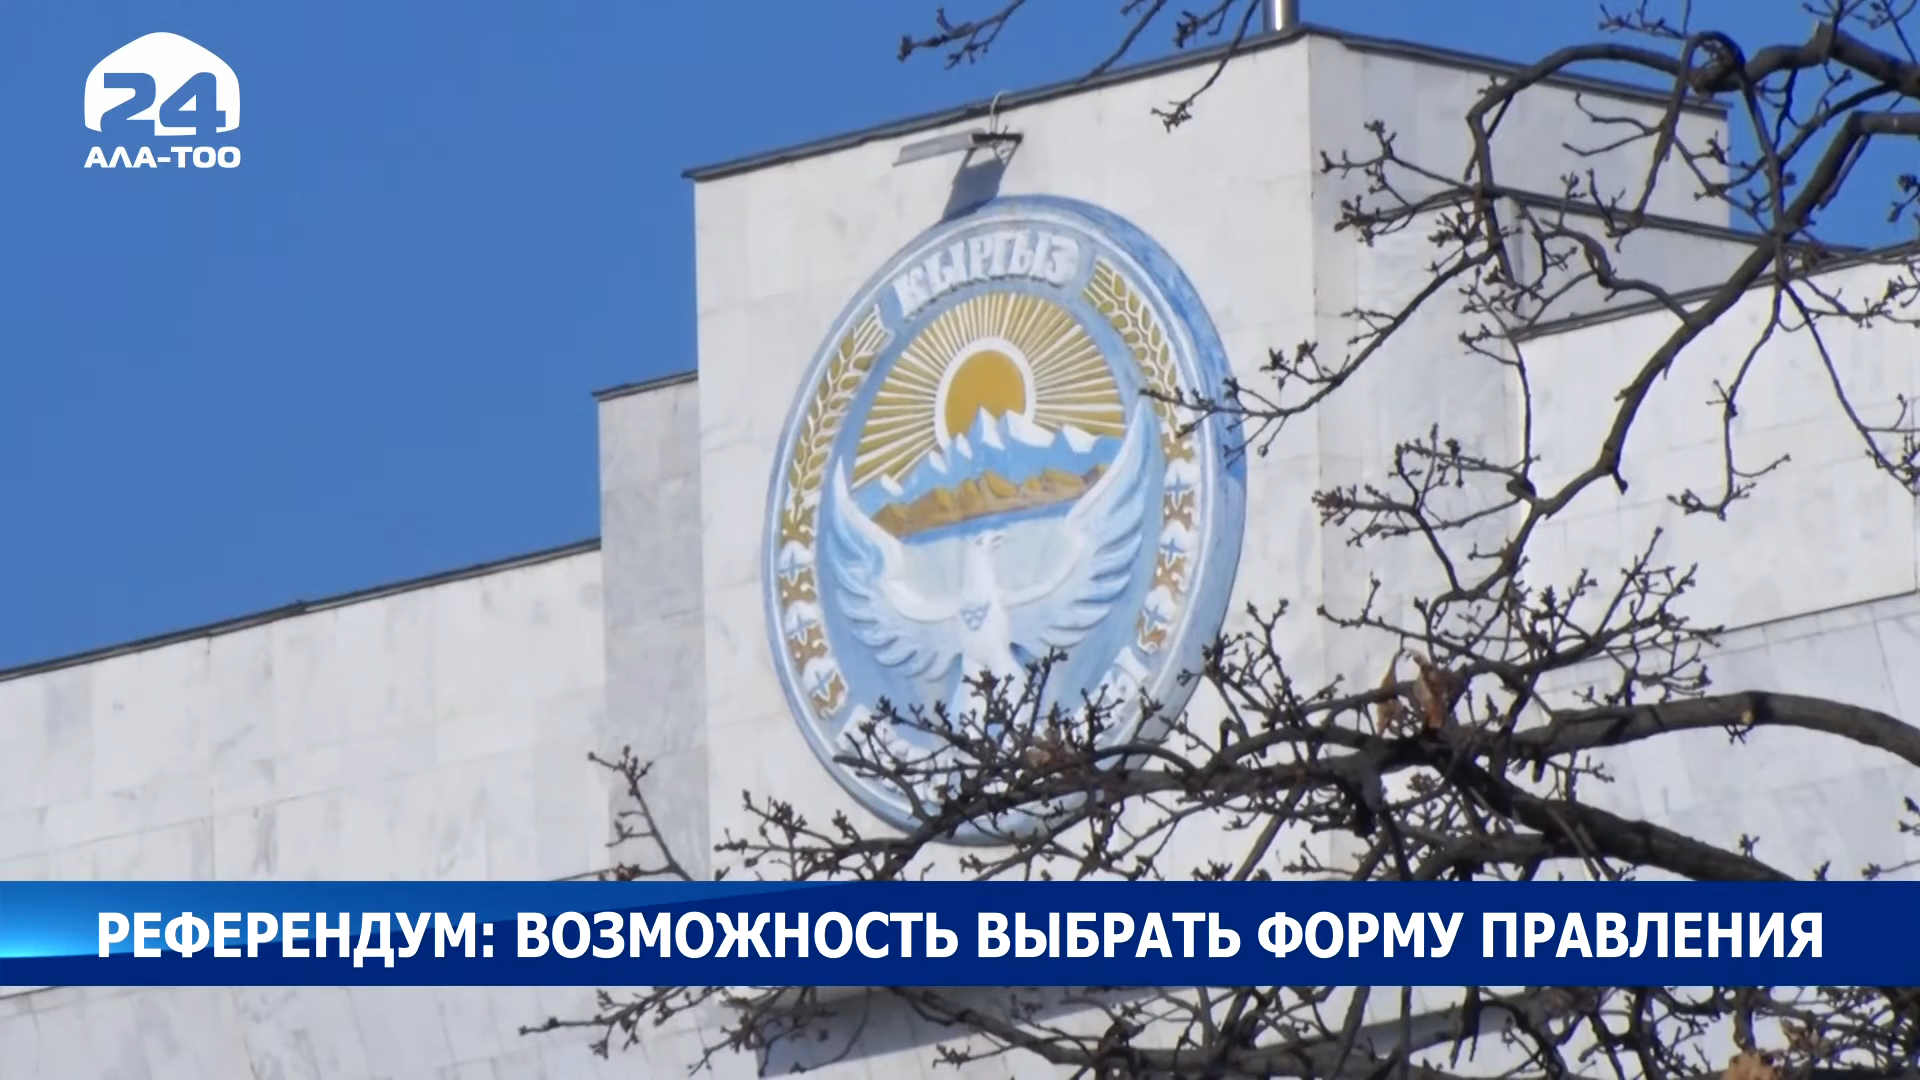 24
АЛА-ТОО
КЫРГЫЗ
РЕФЕРЕНДУМ: ВОЗМОЖНОСТЬ ВЫБРАТЬ ФОРМУ ПРАВЛЕНИЯ